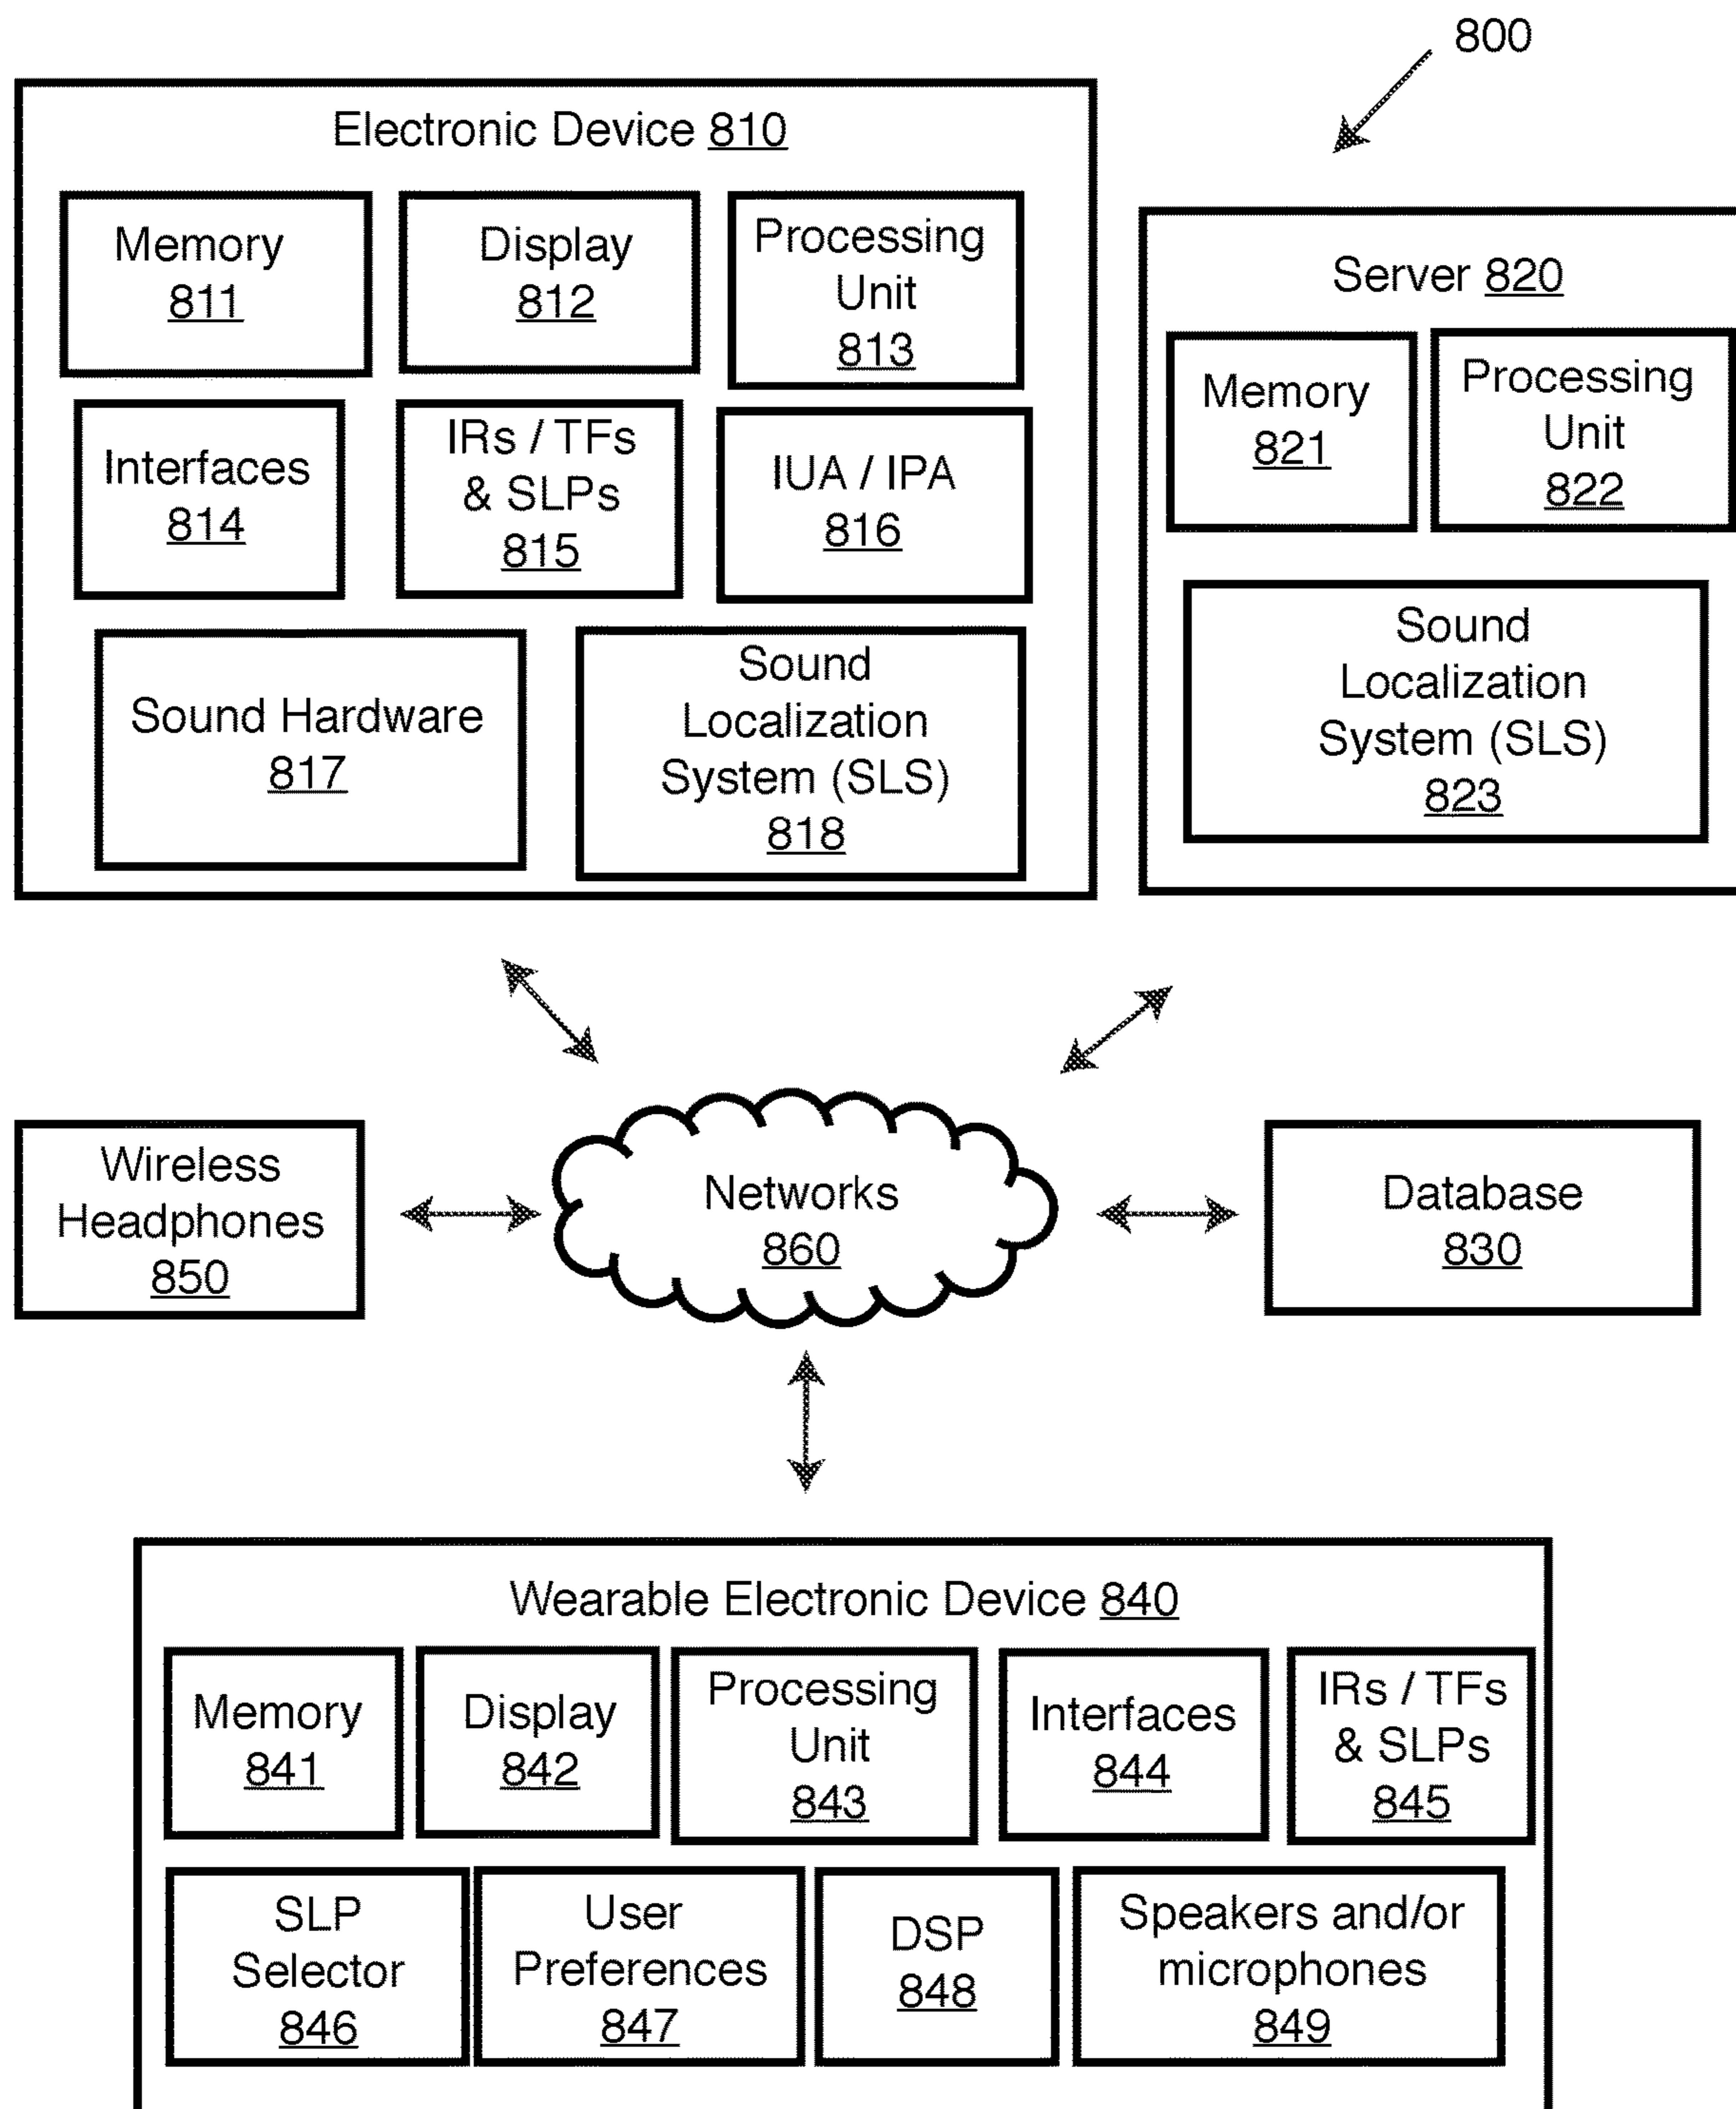 800
Electronic Device 810
Memory
811
Display
812
Processing
Unit
813
Interfaces
814
IRs / TFs
& SLPs
815
IUA / IPA
816
Sound Hardware
817
Sound
Localization
System (SLS)
818
Server 820
Memory
821
Processing
Unit
822
Sound
Localization
System (SLS)
823
Wireless
Headphones
850
Networks
860
Database
830
Wearable Electronic Device 840
Memory
841
Display
842
Processing
Unit
843
Interfaces
844
IRs / TFs
& SLPs
845
SLP
Selector
846
User
Preferences
847
DSP
848
Speakers and/or
microphones
849